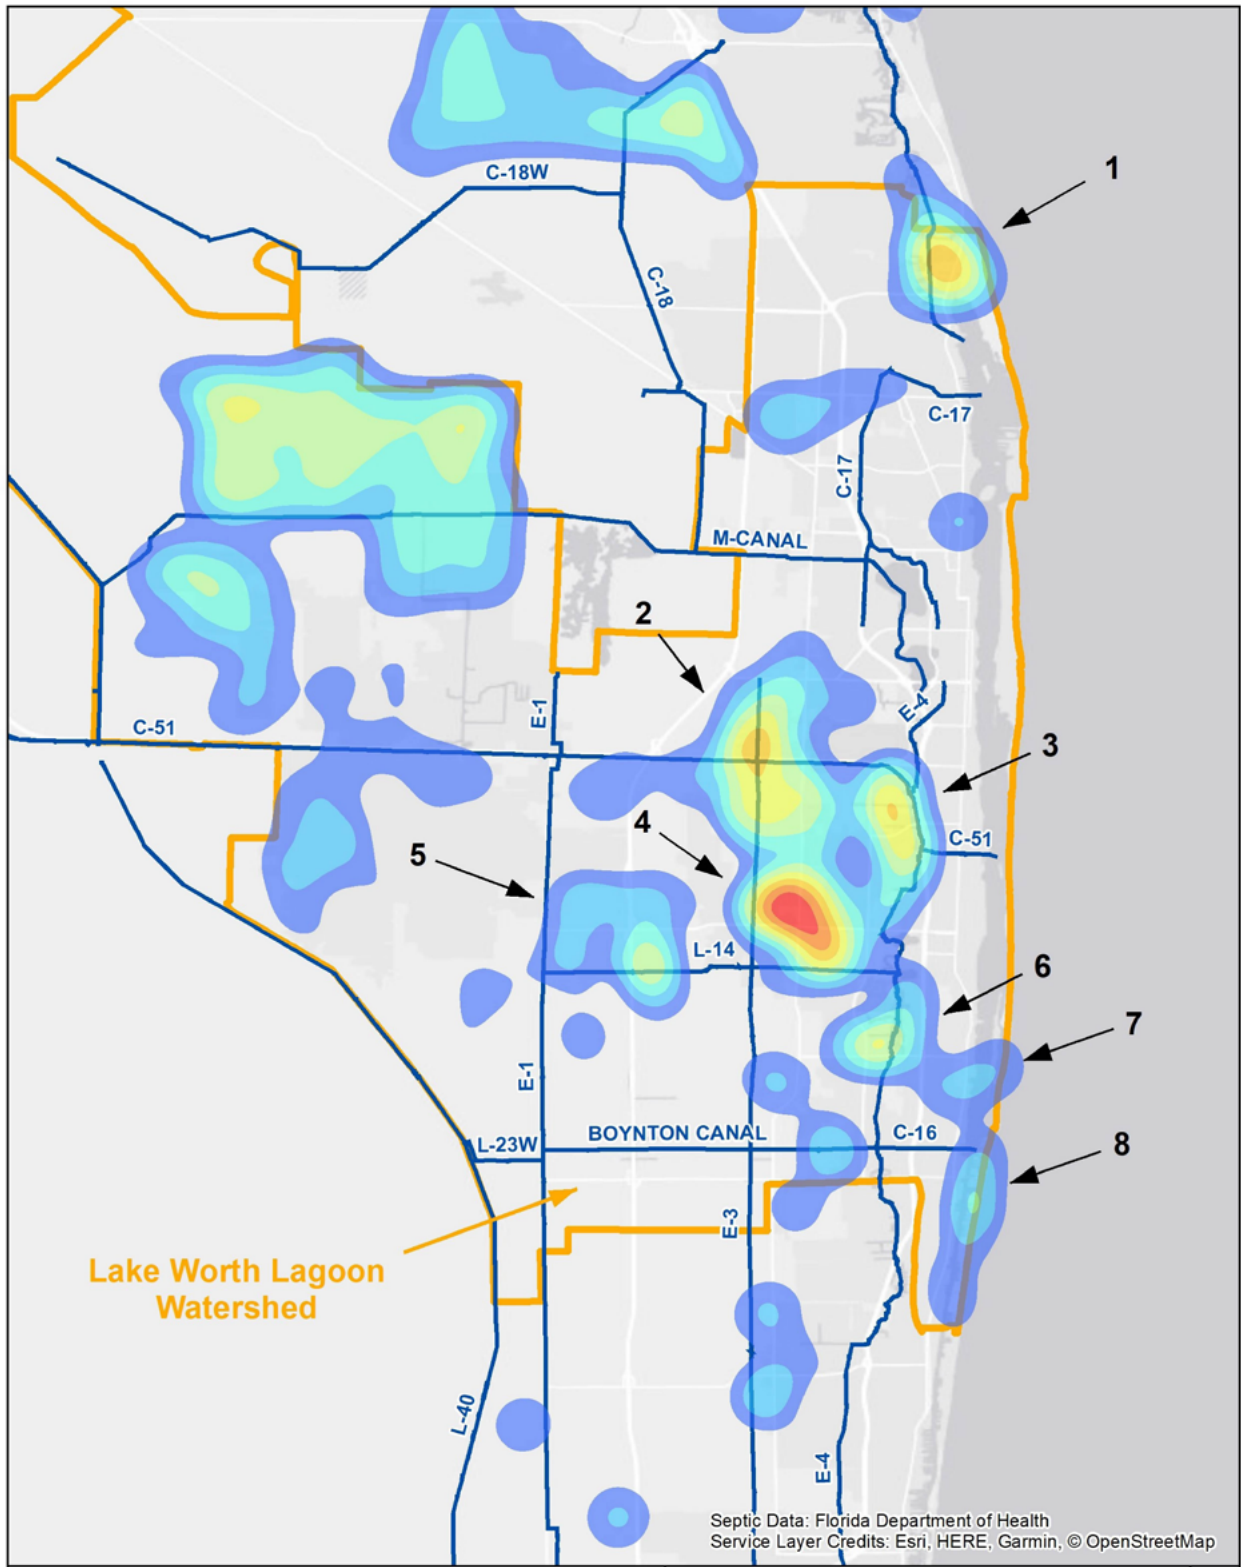 1
C-18W
C-18
C-17
C-17
M-CANAL
2
E-1
E-4
C-51
3
4
C-51
5
L-14
6
7
E-1
BOYNTON CANAL
C-16
L-23W
8
E-3
Lake Worth Lagoon
Watershed
L-40
E-4
Septic Data: Florida Department of Health
Service Layer Credits: Esri, HERE, Garmin, © OpenStreetMap